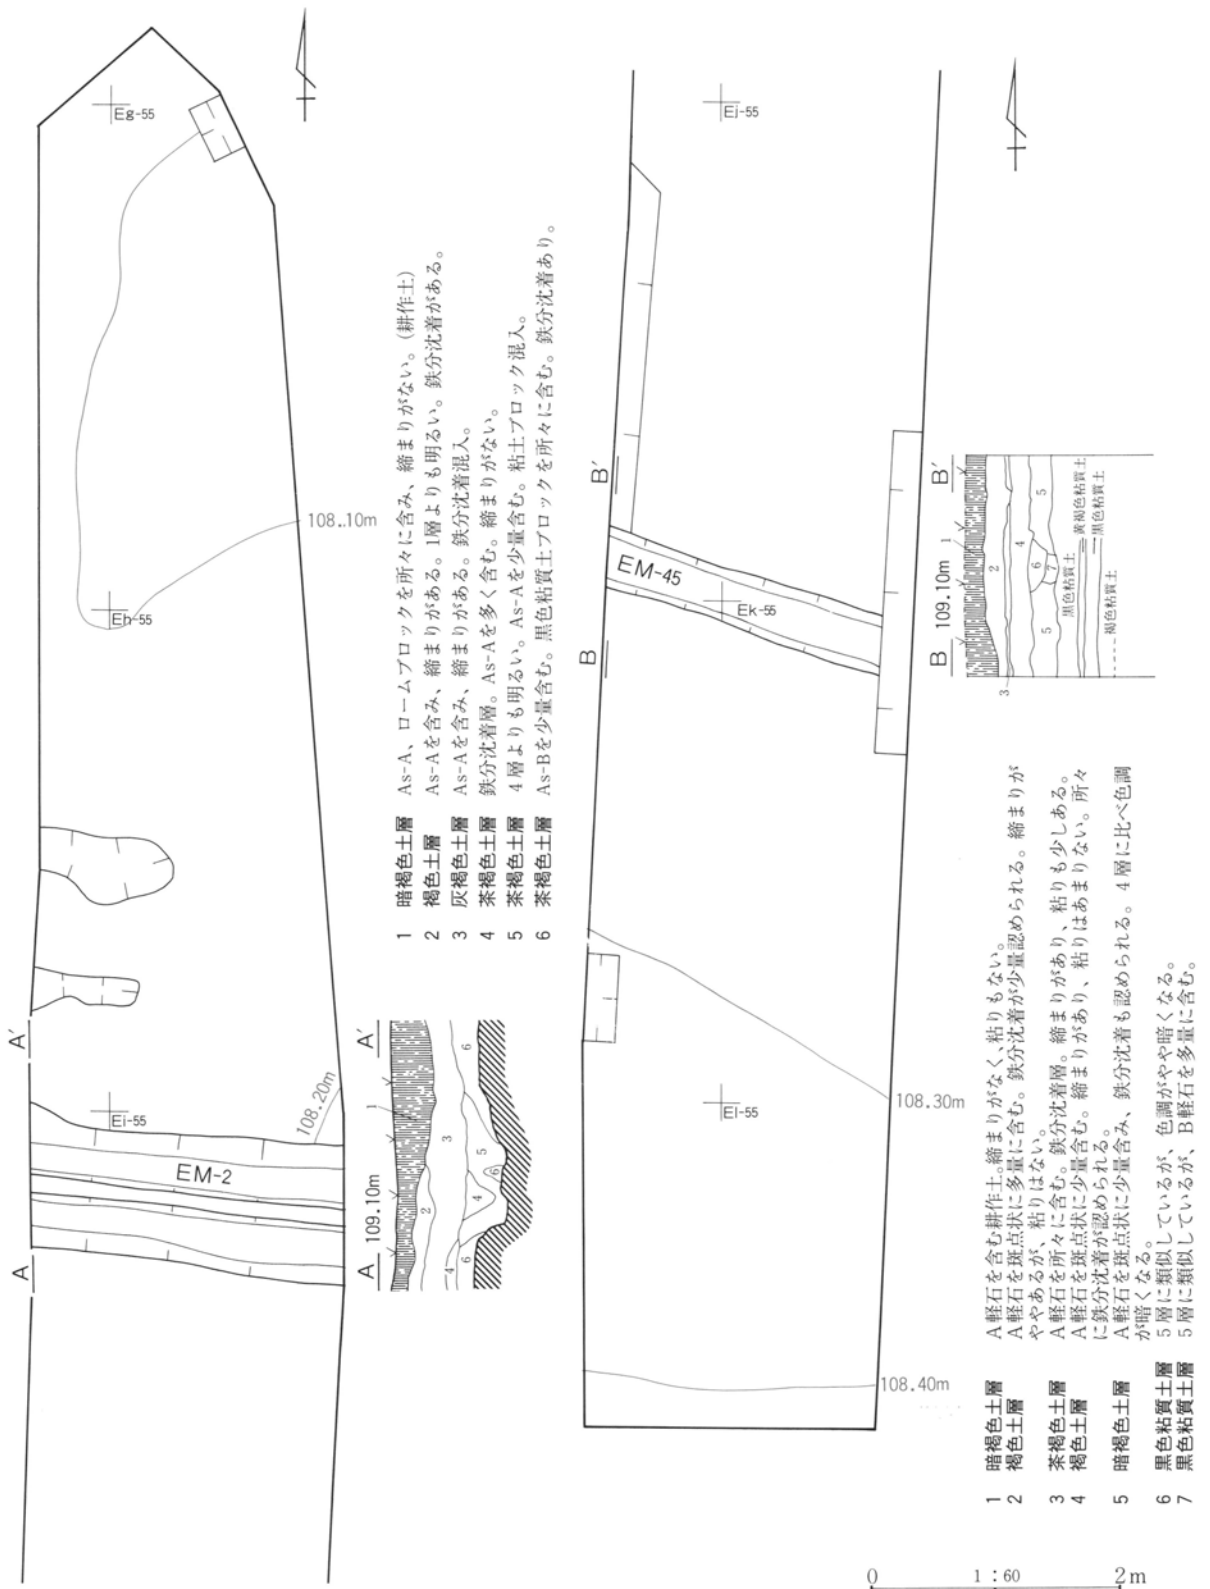 Eg-55
Eh-55
108.10m
A
A′
Ei-55
108.20m
EM-2
A 109.10m A′
1
2
3
4
4
5
6
6
6
1 暗褐色土層 As-A、ロームブロックを所々に含み、締まりがない。(耕作土)
2 褐色土層 As-Aを含み、締まりがある。1層よりも明るい。鉄分沈着がある。
3 灰褐色土層 As-Aを含み、締まりがある。鉄分沈着混入。
4 茶褐色土層 鉄分沈着層。As-Aを多く含む。締まりがない。
5 茶褐色土層 4層よりも明るい。As-Aを少量含む。粘土ブロック混入。
6 茶褐色土層 As-Bを少量含む。黒色粘質土ブロックを所々に含む。鉄分沈着あり。
Ej-55
B
B′
EM-45
Ek-55
El-55
108.30m
108.40m
B 109.10m B′
1
2
3
4
5
5
6
7
黒色粘質土
黄褐色粘質土
黒色粘質土
褐色粘質土
1 暗褐色土層 A軽石を含む耕作土。締まりがなく、粘りもない。
2 褐色土層 A軽石を斑点状に多量に含む。鉄分沈着が少量認められる。締まりが
ややあるが、粘りはない。
3 茶褐色土層 A軽石を所々に含む。鉄分沈着層。締まりがあり、粘りも少しある。
4 褐色土層 A軽石を斑点状に少量含む。締まりがあり、粘りはあまりない。所々
に鉄分沈着が認められる。
5 暗褐色土層 A軽石を斑点状に少量含み、鉄分沈着も認められる。4層に比べ色調
が暗くなる。
6 黒色粘質土層 5層に類似しているが、色調がやや暗くなる。
7 黒色粘質土層 5層に類似しているが、B軽石を多量に含む。
0 1:60 2m